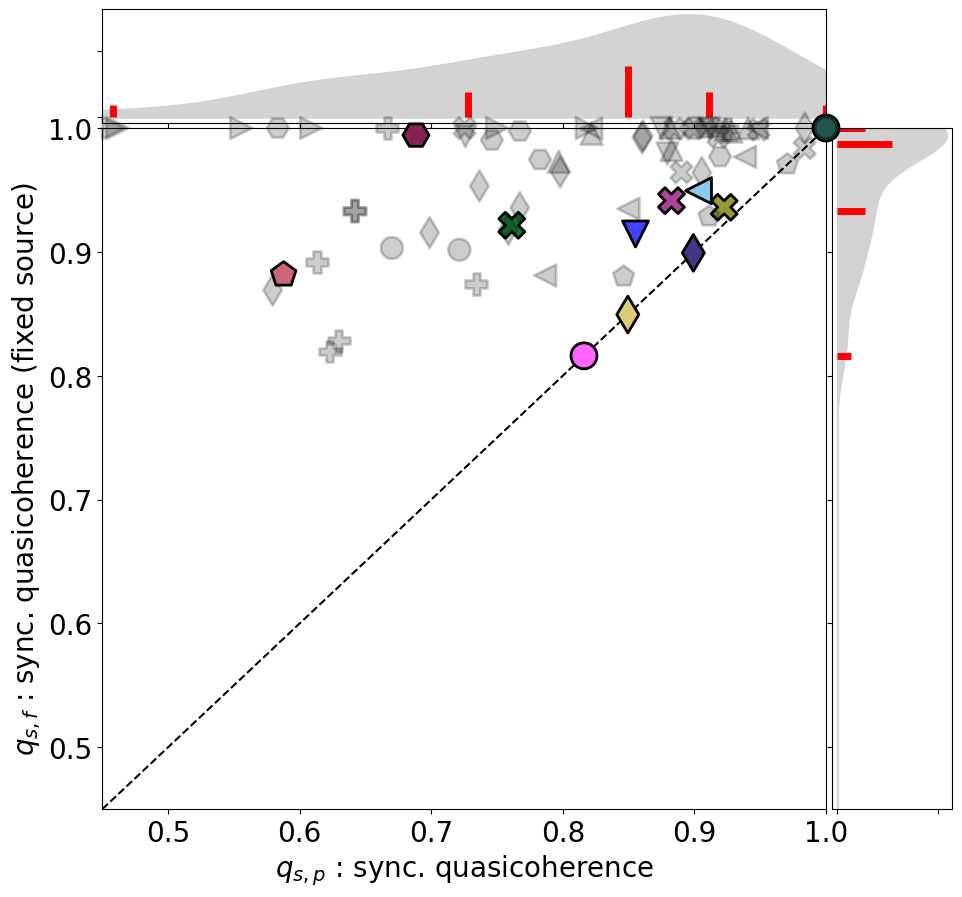 1.0
0.9
0.8
0.7
0.6
0.5
q_{s,f} : sync. quasicoherence (fixed source)
0.5 0.6 0.7 0.8 0.9 1.0
q_{s,p} : sync. quasicoherence